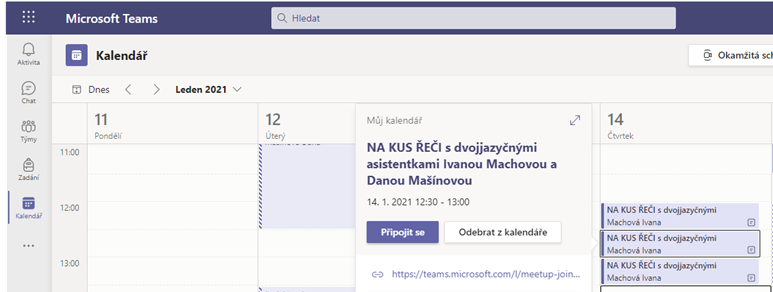 Microsoft Teams
Hledat
Aktivita
Chat
Týmy
Zadání
Kalendář
Kalendář
Okamžitá sch
Dnes
Leden 2021
11
Pondělí
12
Úterý
14
Čtvrtek
11:00
12:00
13:00
Můj kalendář
NA KUS ŘEČI s dvojjazyčnými
asistentkami Ivanou Machovou a
Danou Mašínovou
14. 1. 2021 12:30 - 13:00
Připojit se
Odebrat z kalendáře
https://teams.microsoft.com/l/meetup-join...
NA KUS ŘEČI s dvojjazyčnými
Machová Ivana
NA KUS ŘEČI s dvojjazyčnými
Machová Ivana
NA KUS ŘEČI s dvojjazyčnými
Machová Ivana